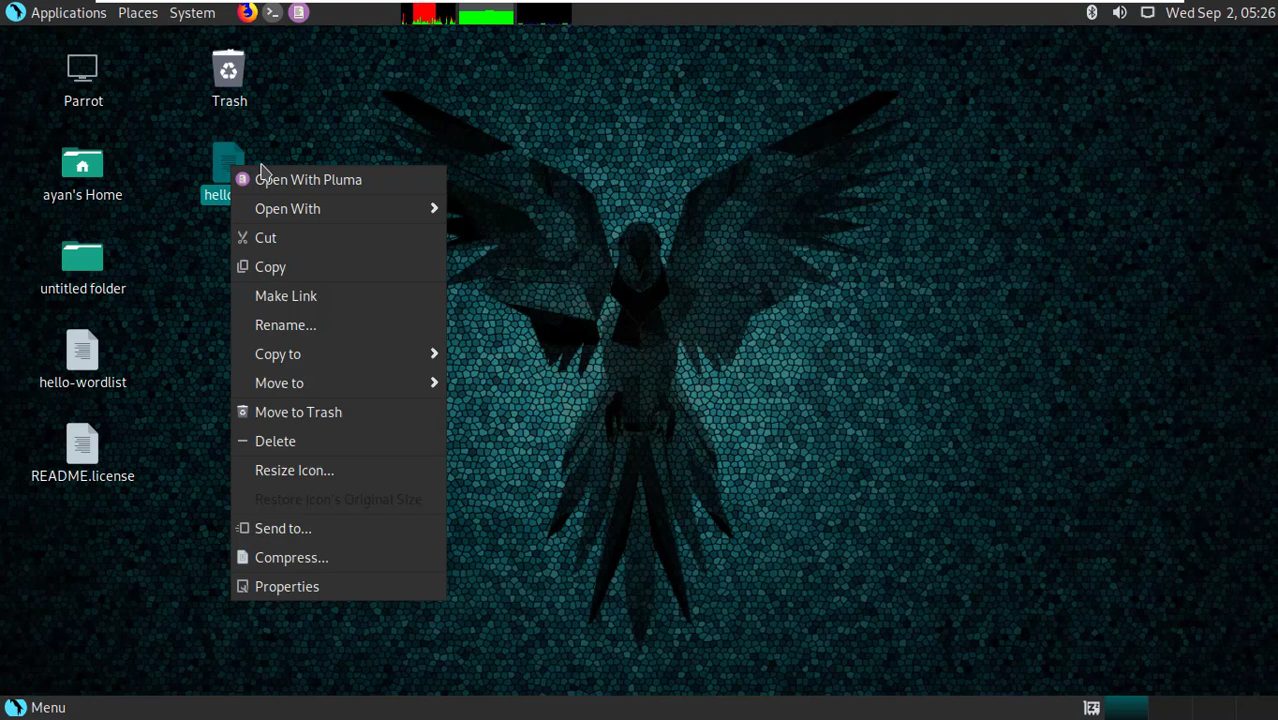 Applications Places System
Wed Sep 2, 05:26
Parrot
Trash
ayan's Home
hello
untitled folder
hello-wordlist
README.license
Open With Pluma
Open With
Cut
Copy
Make Link
Rename...
Copy to
Move to
Move to Trash
Delete
Resize Icon...
Restore Icon's Original Size
Send to...
Compress...
Properties
Menu